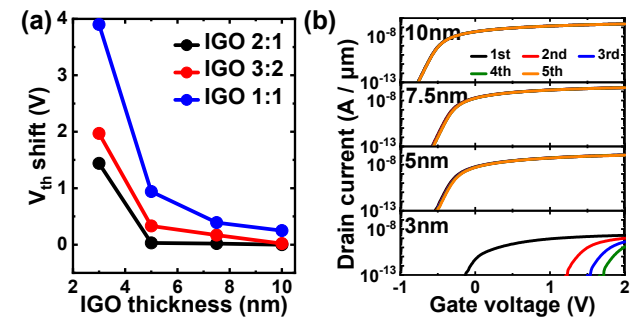 (a)
IGO 2:1
IGO 3:2
IGO 1:1
V_th shift (V)
4
3
2
1
0
2 4 6 8 10
IGO thickness (nm)
(b)
10nm
1st 2nd 3rd
4th 5th
7.5nm
5nm
3nm
Drain current (A / μm)
10^-8
10^-13
10^-8
10^-13
10^-8
10^-13
10^-8
10^-13
-1 0 1 2
Gate voltage (V)